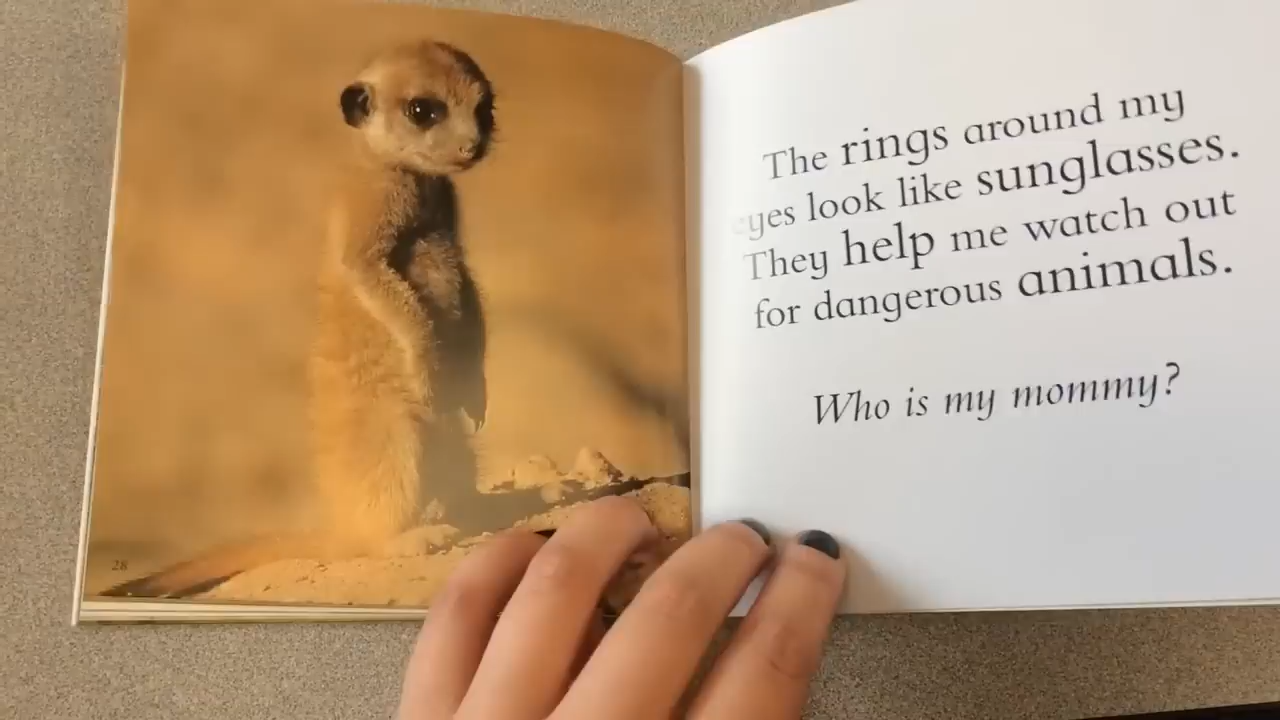 28
The rings around my
eyes look like sunglasses.
They help me watch out
for dangerous animals.
Who is my mommy?